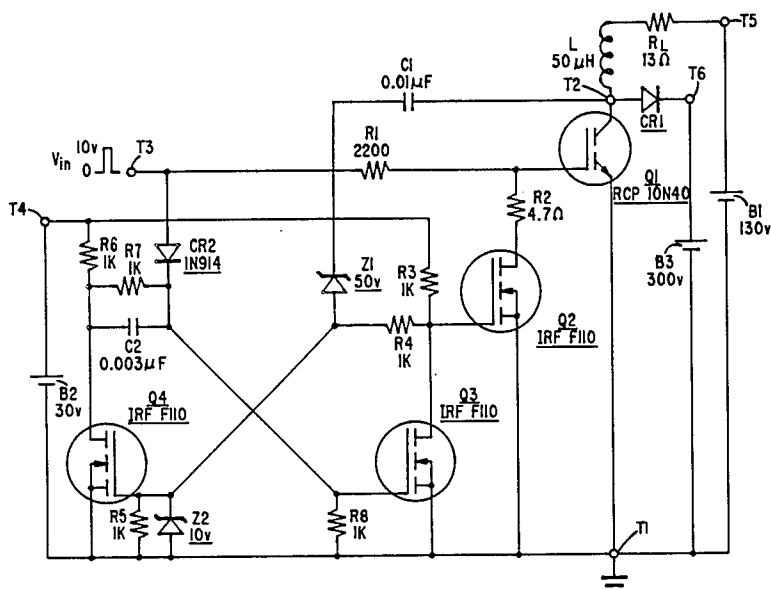 T5
L
50 μH
RL
13Ω
C1
0.01μF
T2
T6
CR1
10v
Vin
0
T3
R1
2200
Q1
RCP 10N40
T4
R2
4.7Ω
B1
130v
R6
1K
R7
1K
CR2
1N914
Z1
50v
R3
1K
B3
300v
R4
1K
Q2
IRF F110
C2
0.003μF
B2
30v
Q4
IRF F110
Q3
IRF F110
R5
1K
Z2
10v
R8
1K
T1